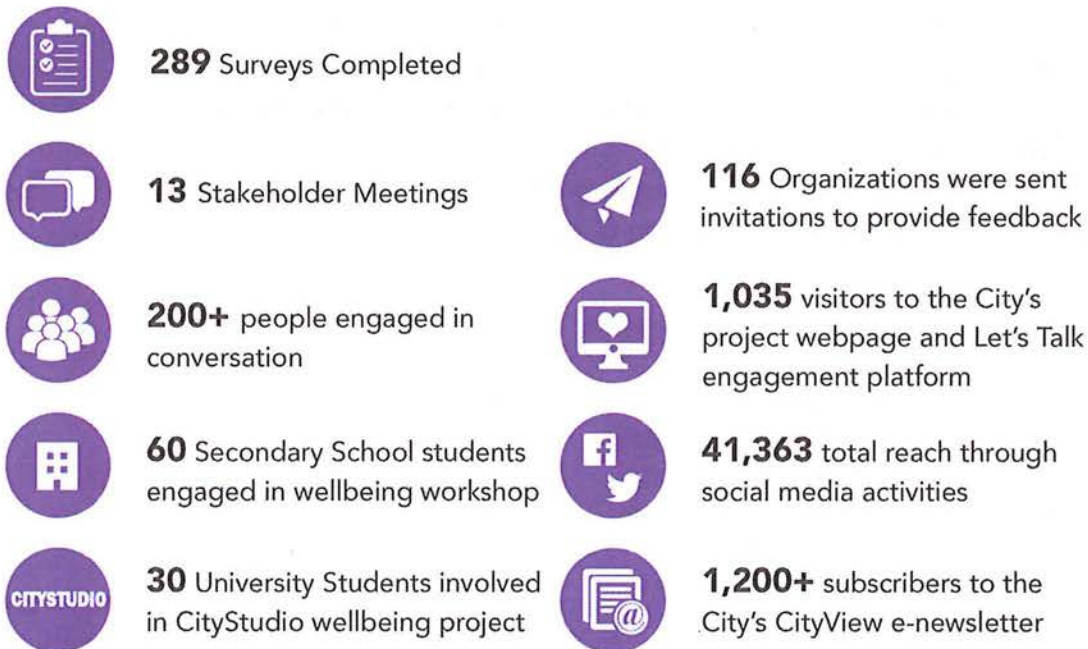 289 Surveys Completed
13 Stakeholder Meetings
200+ people engaged in
conversation
60 Secondary School students
engaged in wellbeing workshop
CITYSTUDIO
30 University Students involved
in CityStudio wellbeing project
116 Organizations were sent
invitations to provide feedback
1,035 visitors to the City's
project webpage and Let's Talk
engagement platform
41,363 total reach through
social media activities
@
1,200+ subscribers to the
City's CityView e-newsletter